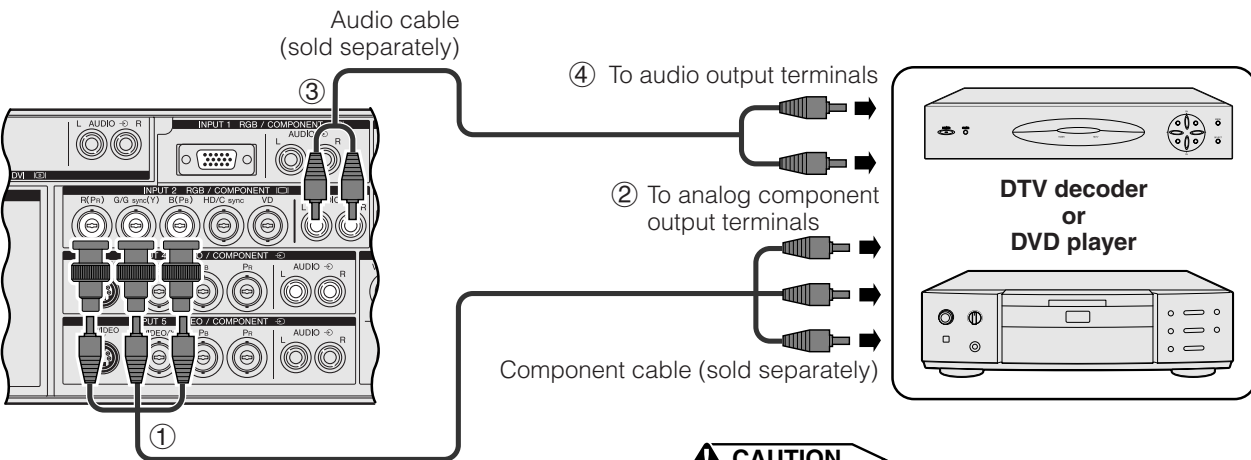 Audio cable
(sold separately)
③
④ To audio output terminals
L AUDIO R
INPUT 1 RGB / COMPONENT
AUDIO
L
R
DVI
INPUT 2 RGB / COMPONENT
R(PR) G/G sync(Y) B(PB) HD/C sync VD
L
R
② To analog component
output terminals
DTV decoder
or
DVD player
/ COMPONENT
PR
AUDIO
L
R
INPUT 5
/ COMPONENT
PB
PR
AUDIO
L
R
Component cable (sold separately)
①
CAUTION